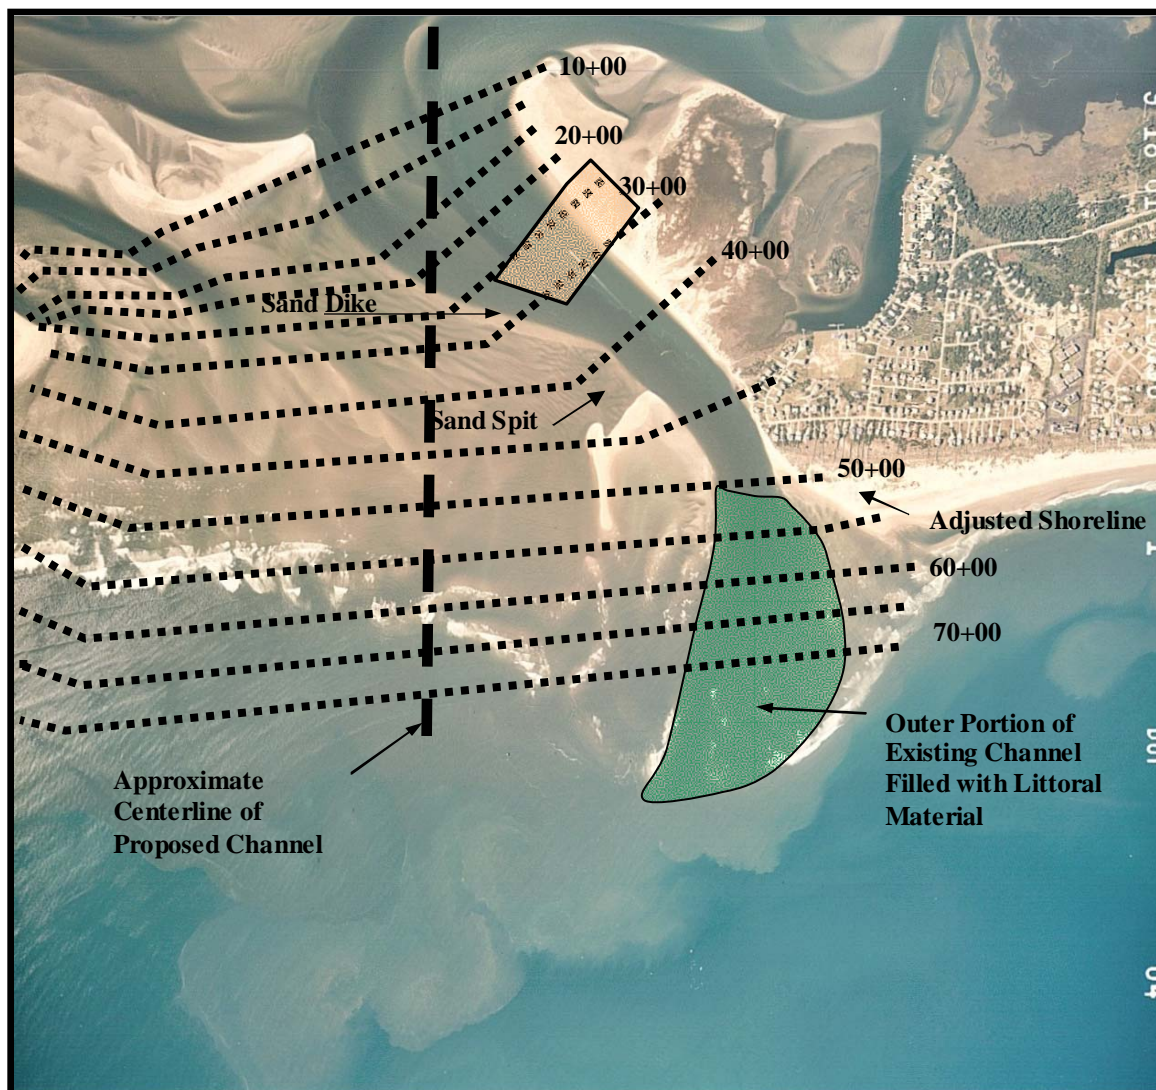 10+00
20+00
30+00
40+00
Sand Dike
Sand Spit
50+00
Adjusted Shoreline
60+00
70+00
Outer Portion of
Existing Channel
Filled with Littoral
Material
Approximate
Centerline of
Proposed Channel